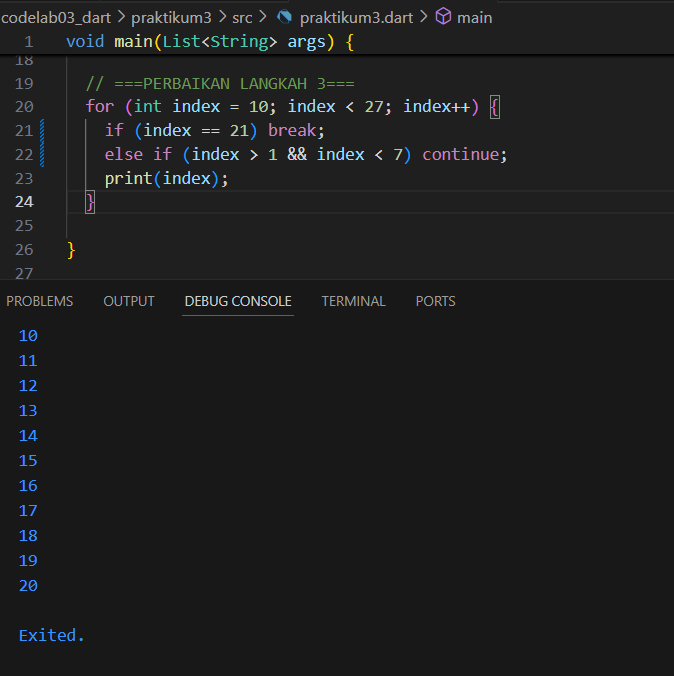 codelab03_dart > praktikum3 > src > praktikum3.dart > main
1 void main(List<String> args) {
18
19 // ===PERBAIKAN LANGKAH 3===
20 for (int index = 10; index < 27; index++) {
21 if (index == 21) break;
22 else if (index > 1 && index < 7) continue;
23 print(index);
24 }
25
26 }
27
PROBLEMS OUTPUT DEBUG CONSOLE TERMINAL PORTS
10
11
12
13
14
15
16
17
18
19
20
Exited.